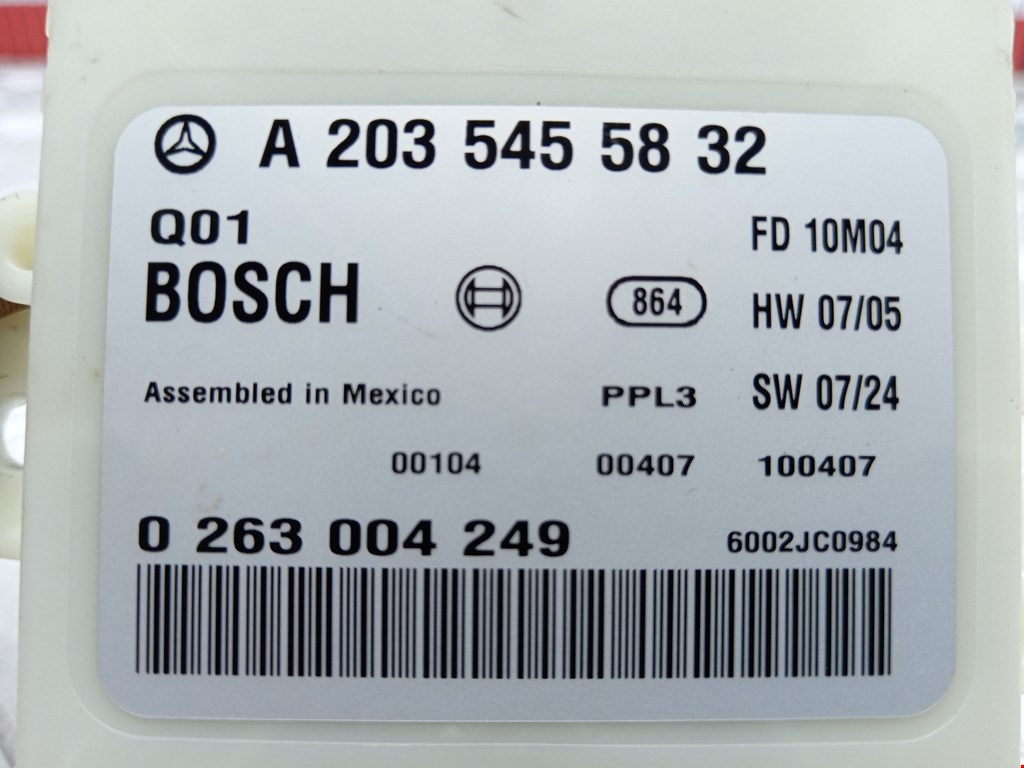 A 203 545 58 32
Q01
FD 10M04
BOSCH
864
HW 07/05
Assembled in Mexico
PPL3
SW 07/24
00104
00407
100407
0 263 004 249
6002JC0984